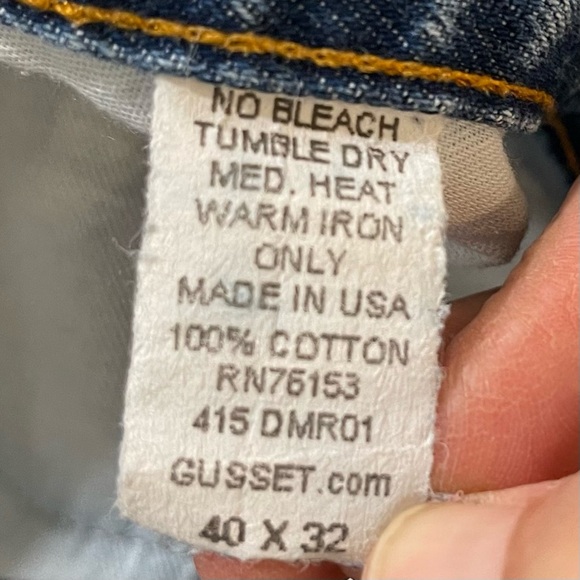 NO BLEACH
TUMBLE DRY
MED. HEAT
WARM IRON
ONLY
MADE IN USA
100% COTTON
RN76153
415 DMR01
GUSSET.com
40 X 32